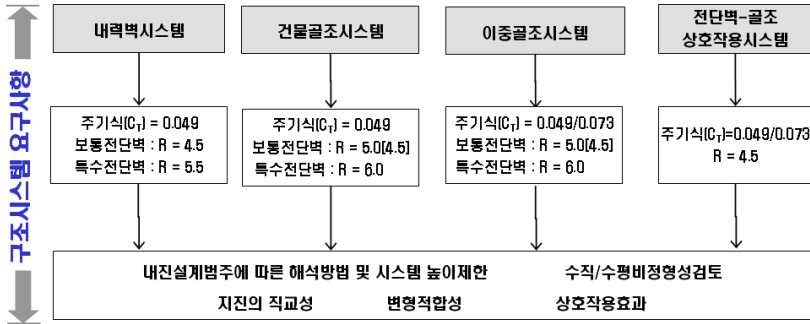 구조시스템 요구사항
내력벽시스템
건물골조시스템
이중골조시스템
전단벽-골조
상호작용시스템
주기식(CT) = 0.049
보통전단벽 : R = 4.5
특수전단벽 : R = 5.5
주기식(CT) = 0.049
보통전단벽 : R = 5.0[4.5]
특수전단벽 : R = 6.0
주기식(CT) = 0.049/0.073
보통전단벽 : R = 5.0[4.5]
특수전단벽 : R = 6.0
주기식(CT)=0.049/0.073
R = 4.5
내진설계범주에 따른 해석방법 및 시스템 높이제한 수직/수평비정형성검토
지진의 직교성 변형적합성 상호작용효과